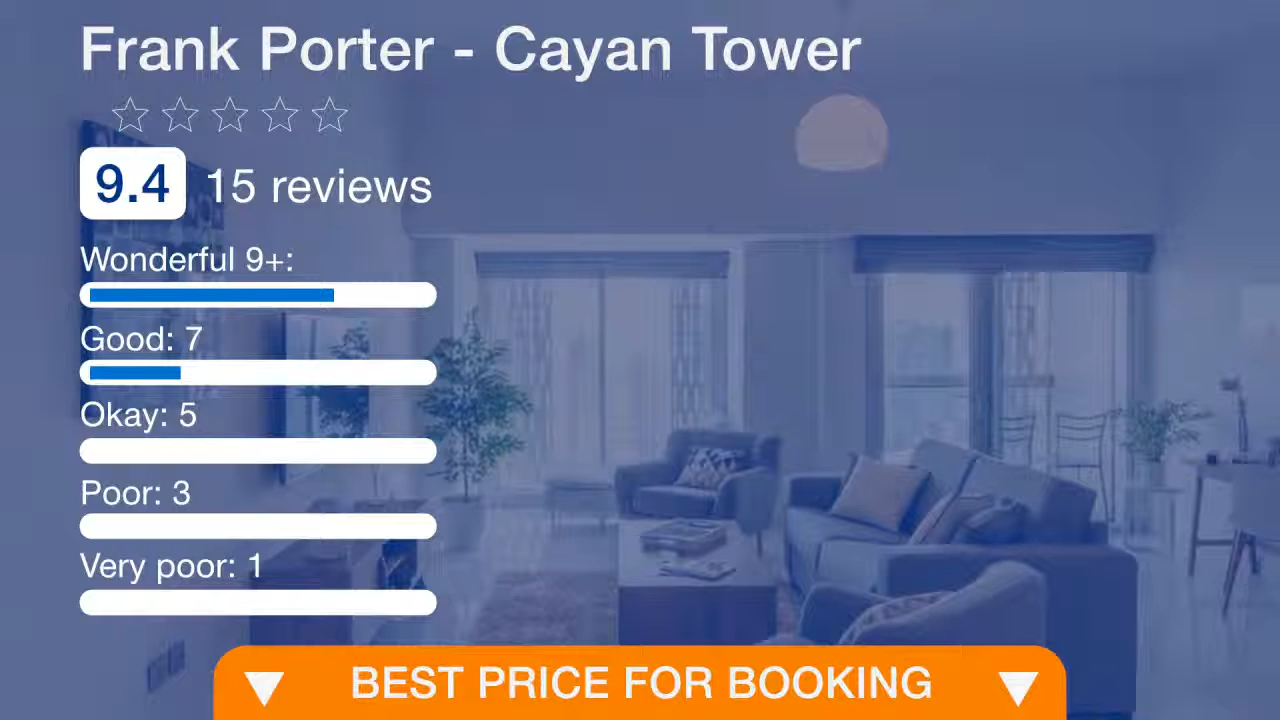 Frank Porter - Cayan Tower
9.4 15 reviews
Wonderful 9+:
Good: 7
Okay: 5
Poor: 3
Very poor: 1
BEST PRICE FOR BOOKING